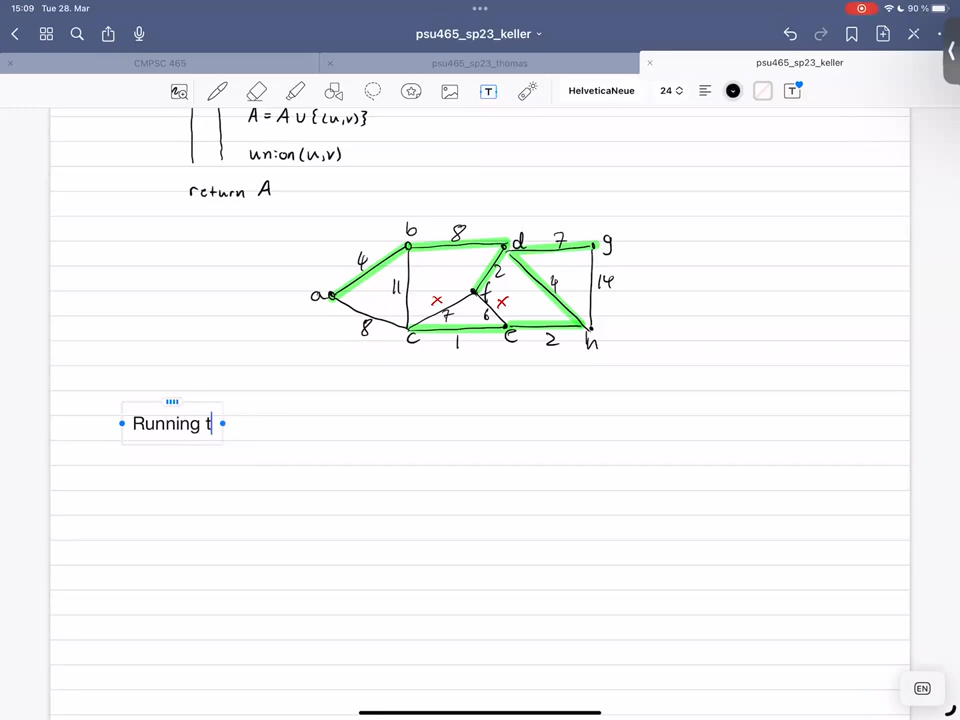 15:09 Tue 28. Mar
90 %
psu465_sp23_keller
CMPSC 465
psu465_sp23_thomas
psu465_sp23_keller
HelveticaNeue
24
A = A ∪ {(u,v)}
union(u,v)
return A
b 8 d 7 g
4 2
11 4 14
a x f x
7 6
8 c 1 e 2 h
Running t
EN